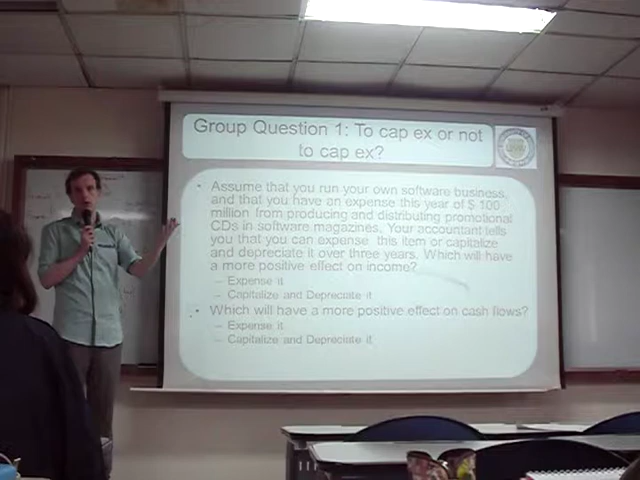 Group Question 1: To cap ex or not
to cap ex?
• Assume that you run your own software business,
and that you have an expense this year of $ 100
million from producing and distributing promotional
CDs in software magazines. Your accountant tells
you that you can expense this item or capitalize
and depreciate it over three years. Which will have
a more positive effect on income?
– Expense it
– Capitalize and Depreciate it
• Which will have a more positive effect on cash flows?
– Expense it
– Capitalize and Depreciate it